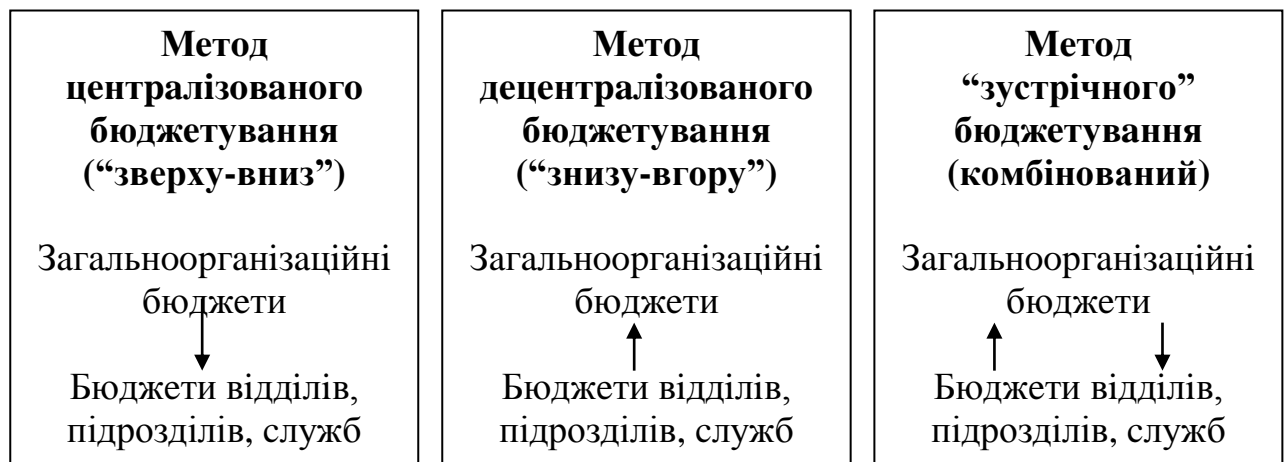 Метод
централізованого
бюджетування
(“зверху-вниз”)
Загальноорганізаційні
бюджети
Бюджети відділів,
підрозділів, служб
Метод
децентралізованого
бюджетування
(“знизу-вгору”)
Загальноорганізаційні
бюджети
Бюджети відділів,
підрозділів, служб
Метод
“зустрічного”
бюджетування
(комбінований)
Загальноорганізаційні
бюджети
Бюджети відділів,
підрозділів, служб